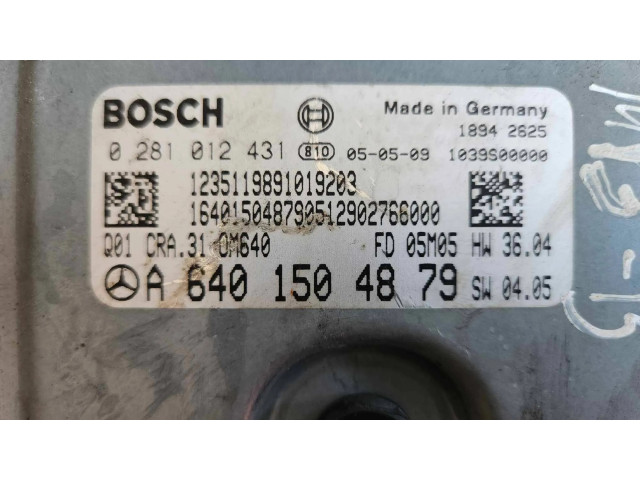 BOSCH Made in Germany
1894 2625
0 281 012 431 810 05-05-09 1039S00000
1235119891019203
16401504879051290276600​0
Q01 CRA.31 OM640 FD 05M05 HW 36.04
A 640 150 48 79 SW 04.05